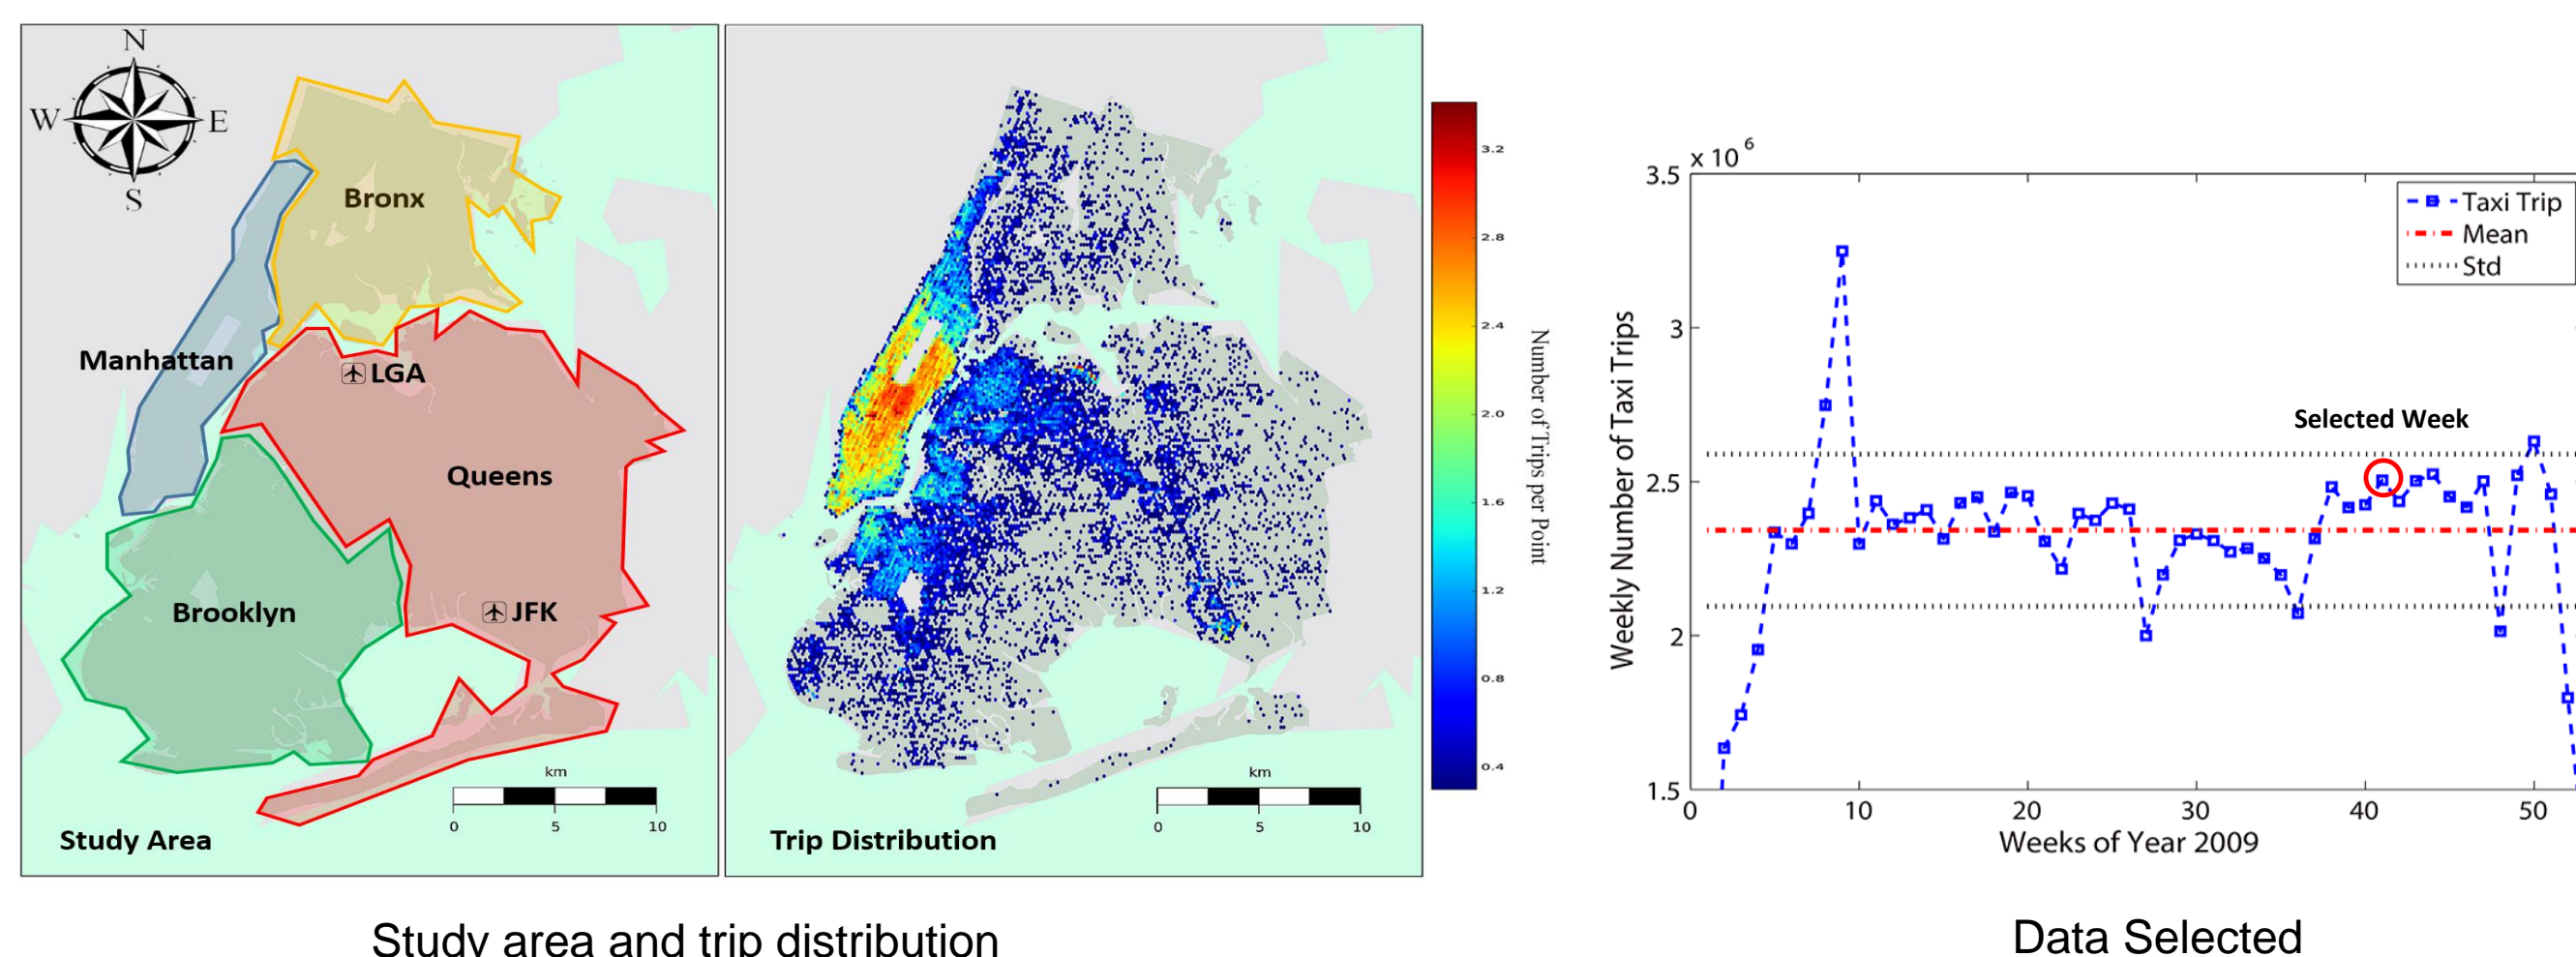 N
W
E
S
Bronx
Manhattan
LGA
Queens
Brooklyn
JFK
km
0 5 10
Study Area
km
0 5 10
Trip Distribution
3.2
2.8
2.4
2.0
1.6
1.2
0.8
0.4
Number of Trips per Point
x 10 6
3.5
3
2.5
2
1.5
Weekly Number of Taxi Trips
Taxi Trip
Mean
Std
Selected Week
0 10 20 30 40 50
Weeks of Year 2009
Study area and trip distribution
Data Selected